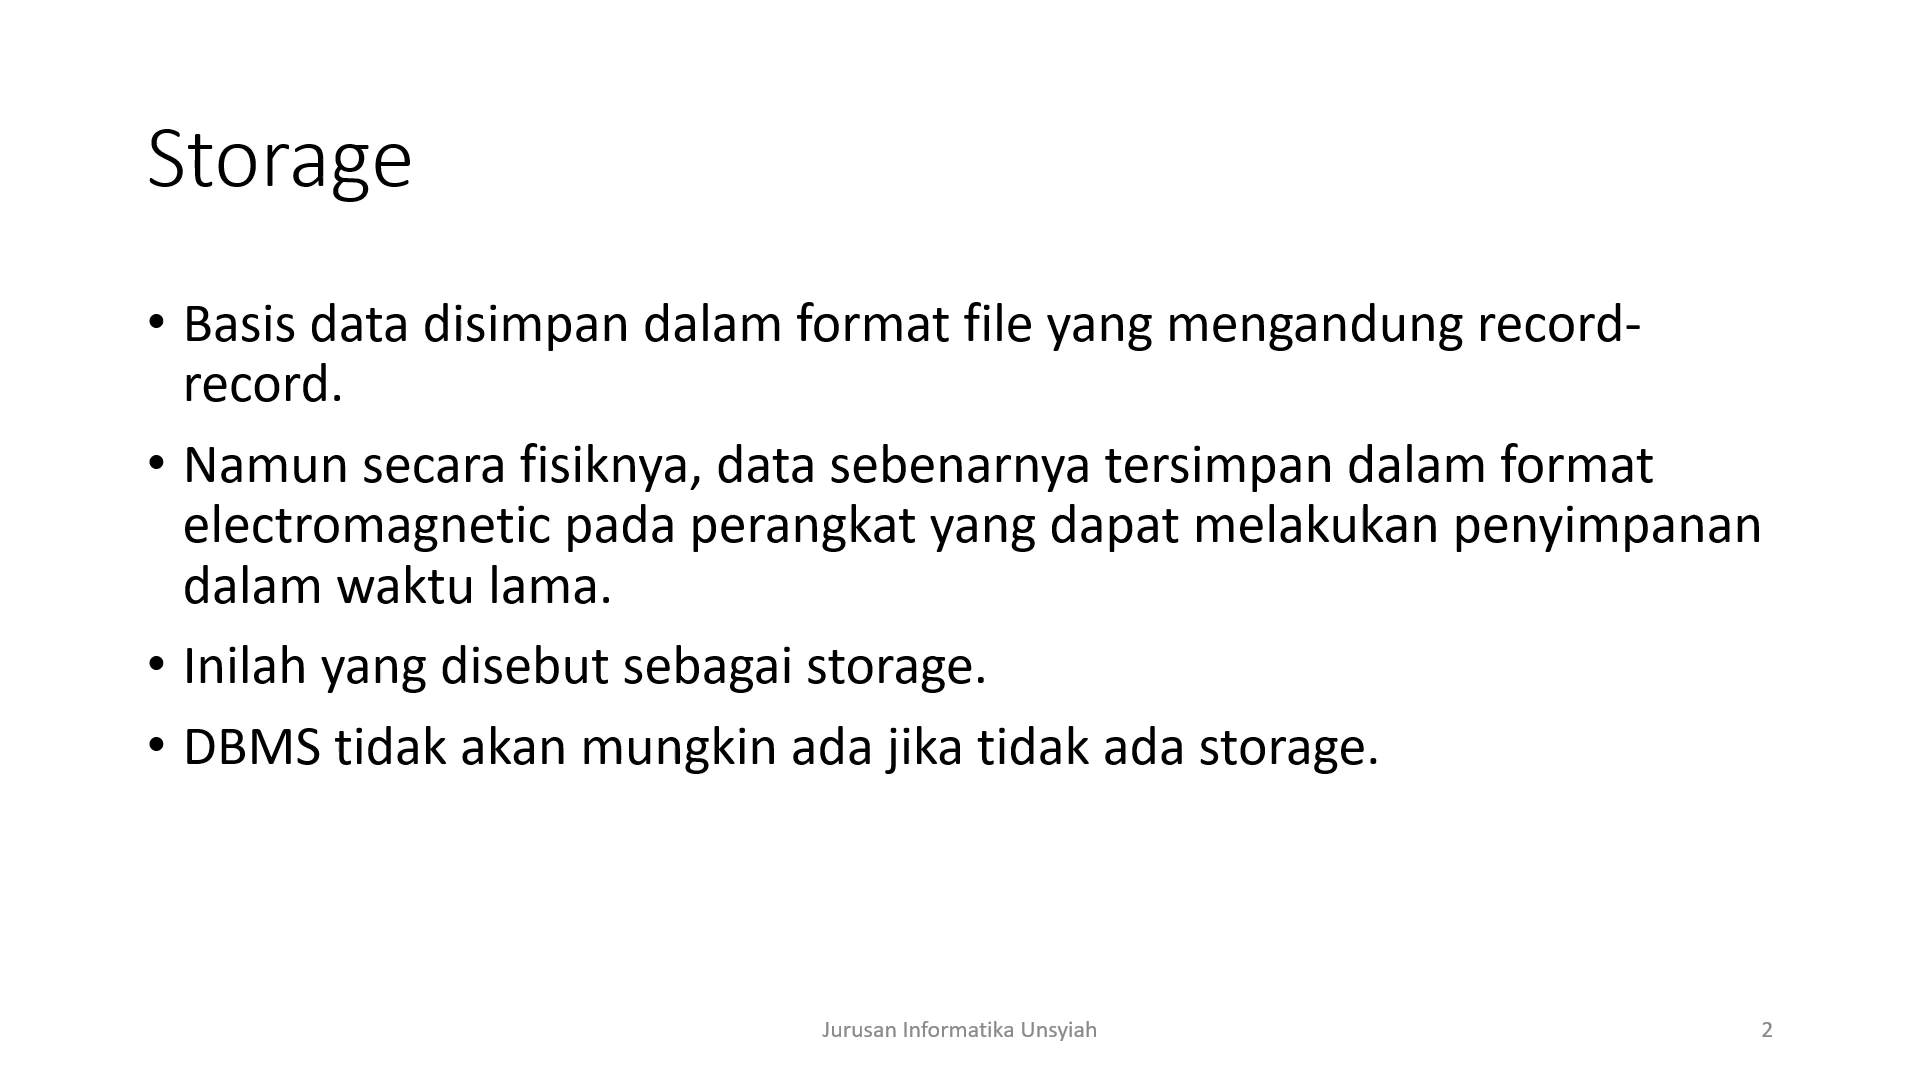 Storage
• Basis data disimpan dalam format file yang mengandung record-
record.
• Namun secara fisiknya, data sebenarnya tersimpan dalam format
electromagnetic pada perangkat yang dapat melakukan penyimpanan
dalam waktu lama.
• Inilah yang disebut sebagai storage.
• DBMS tidak akan mungkin ada jika tidak ada storage.
Jurusan Informatika Unsyiah
2